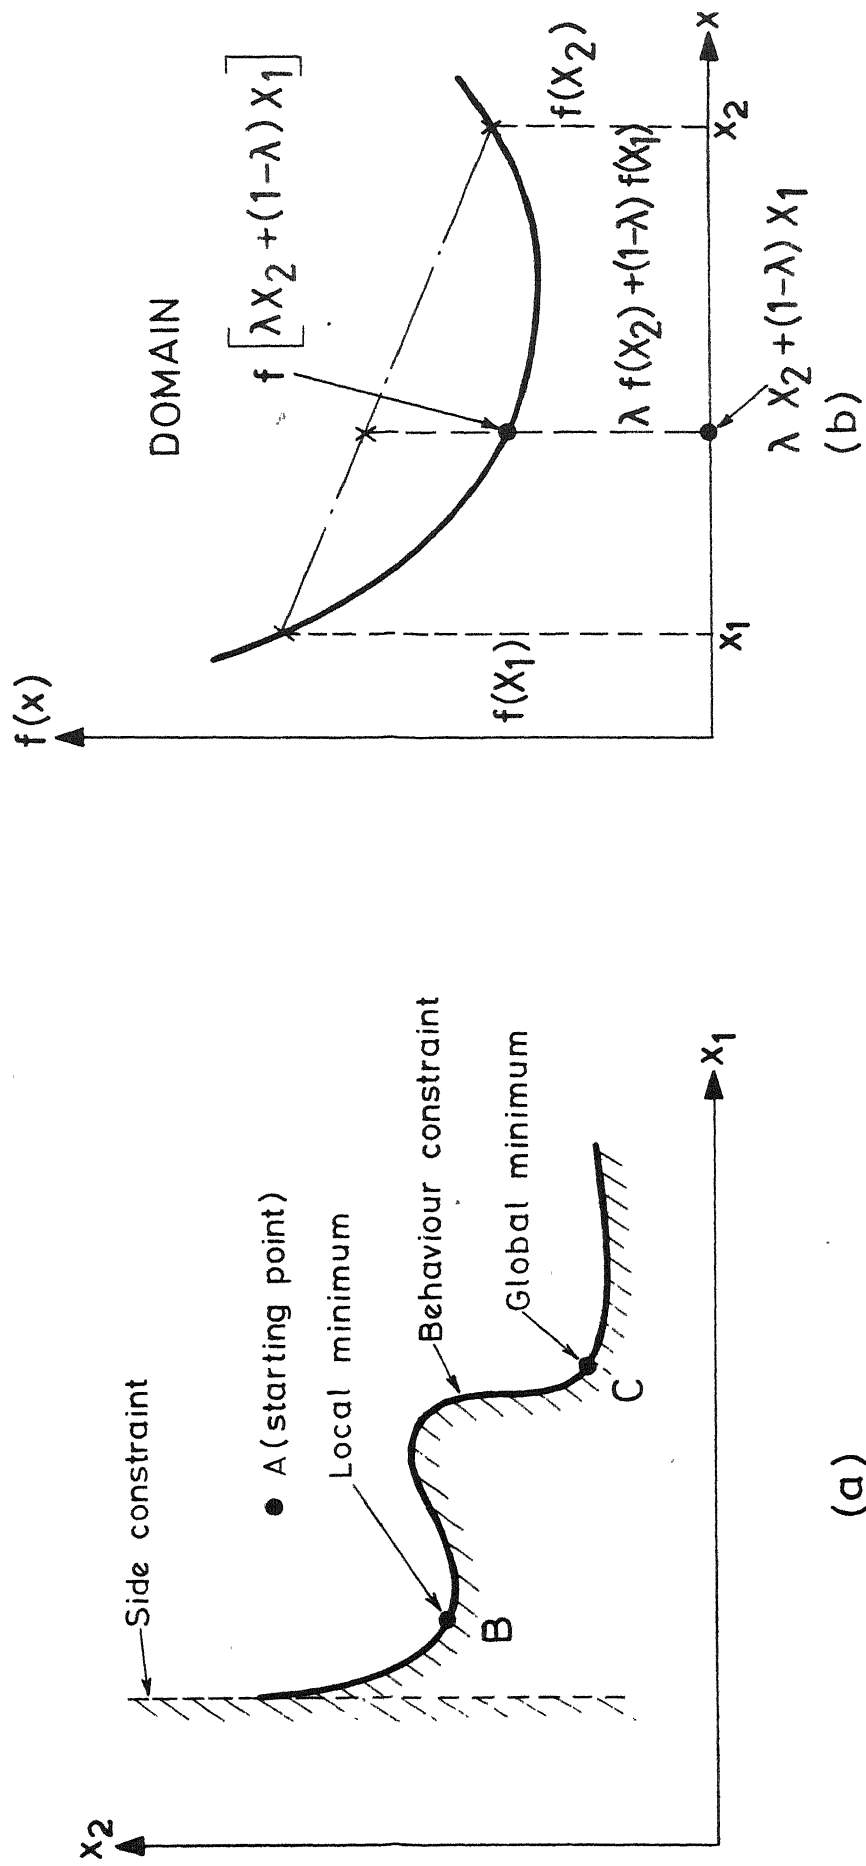 x₂
Side constraint
● A (starting point)
Local minimum
Behaviour constraint
Global minimum
B
C
x₁
(a)
f(x)
DOMAIN
f [λX₂ + (1-λ) X₁]
f(X₁)
λ f(X₂) + (1-λ) f(X₁)
f(X₂)
x₁
x₂
x
λ X₂ + (1-λ) X₁
(b)